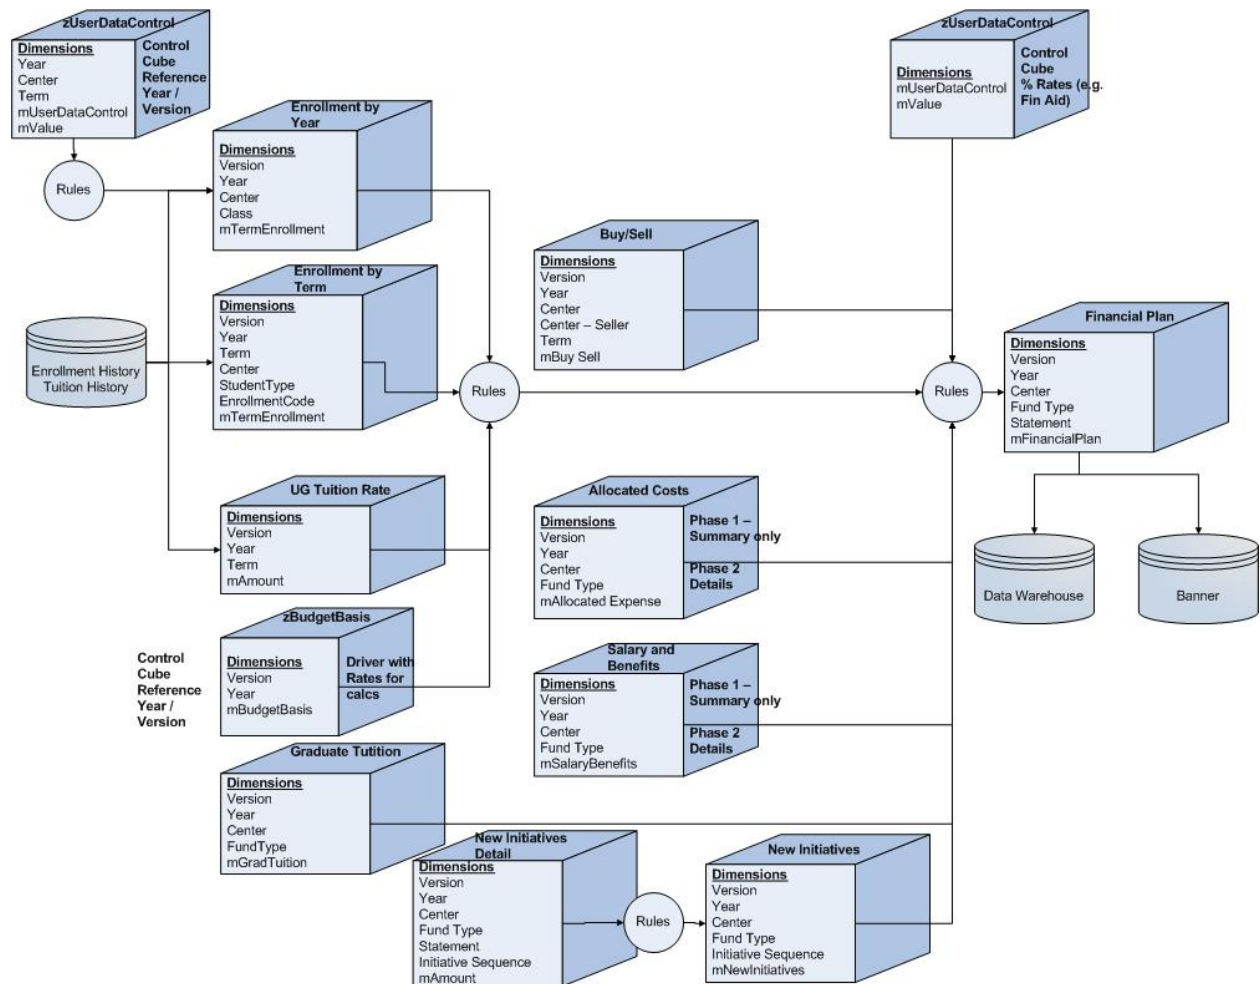 zUserDataControl
Dimensions
Year
Center
Term
mUserDataControl
mValue
Control
Cube
Reference
Year /
Version
Rules
Enrollment by
Year
Dimensions
Version
Year
Center
Class
mTermEnrollment
Enrollment by
Term
Dimensions
Version
Year
Term
Center
StudentType
EnrollmentCode
mTermEnrollment
Enrollment History
Tuition History
UG Tuition Rate
Dimensions
Version
Year
Term
mAmount
zBudgetBasis
Dimensions
Version
Year
mBudgetBasis
Driver with
Rates for
calcs
Control
Cube
Reference
Year /
Version
Graduate Tutition
Dimensions
Version
Year
Center
FundType
mGradTuition
Rules
Buy/Sell
Dimensions
Version
Year
Center
Center – Seller
Term
mBuy Sell
Allocated Costs
Dimensions
Version
Year
Center
Fund Type
mAllocated Expense
Phase 1 –
Summary only
Phase 2
Details
Salary and
Benefits
Dimensions
Version
Year
Center
Fund Type
mSalaryBenefits
Phase 1 –
Summary only
Phase 2
Details
New Initiatives
Detail
Dimensions
Version
Year
Center
Fund Type
Statement
Initiative Sequence
mAmount
Rules
New Initiatives
Dimensions
Version
Year
Center
Fund Type
Initiative Sequence
mNewInitiatives
zUserDataControl
Dimensions
mUserDataControl
mValue
Control
Cube
% Rates (e.g.
Fin Aid)
Rules
Financial Plan
Dimensions
Version
Year
Center
Fund Type
Statement
mFinancialPlan
Data Warehouse
Banner